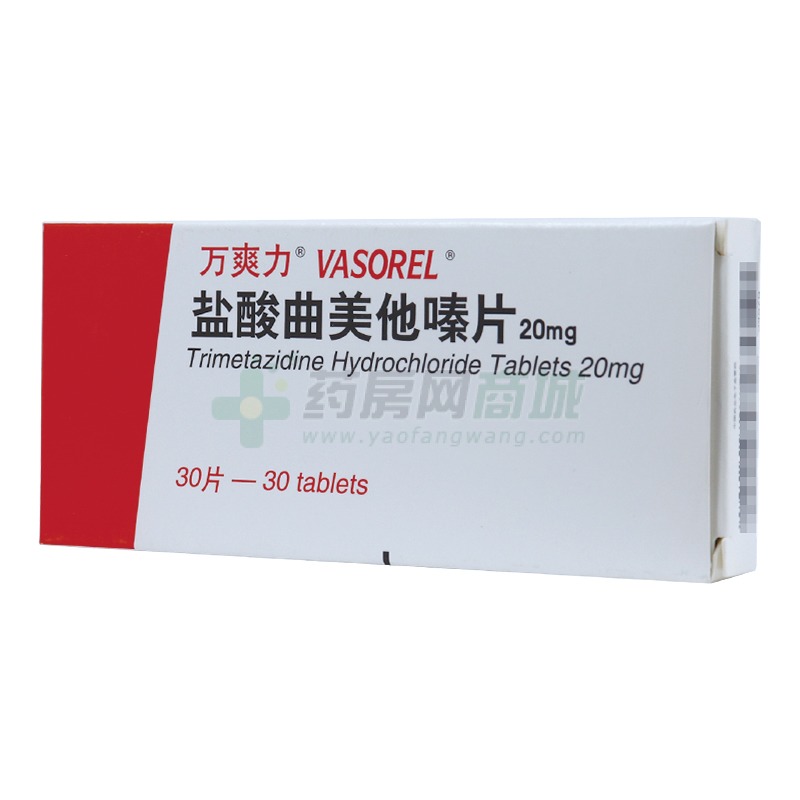 万爽力® VASOREL®
盐酸曲美他嗪片 20mg
Trimetazidine Hydrochloride Tablets 20mg
药房网商城
www.yaofangwang.com
30片 — 30 tablets